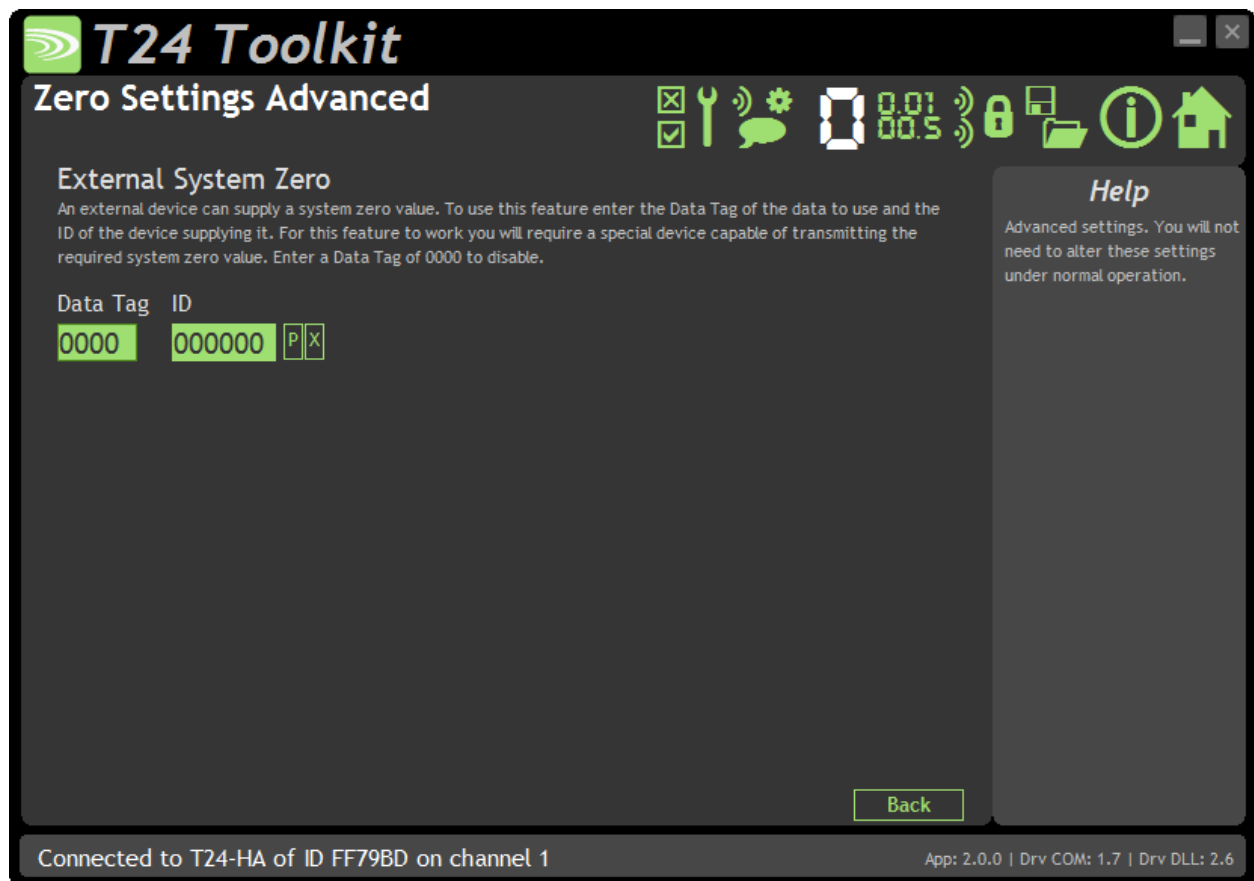 T24 Toolkit
Zero Settings Advanced
0
0.01
00.5
External System Zero
An external device can supply a system zero value. To use this feature enter the Data Tag of the data to use and the
ID of the device supplying it. For this feature to work you will require a special device capable of transmitting the
required system zero value. Enter a Data Tag of 0000 to disable.
Data Tag ID
0000 000000 P X
Help
Advanced settings. You will not
need to alter these settings
under normal operation.
Back
Connected to T24-HA of ID FF79BD on channel 1
App: 2.0.0 | Drv COM: 1.7 | Drv DLL: 2.6